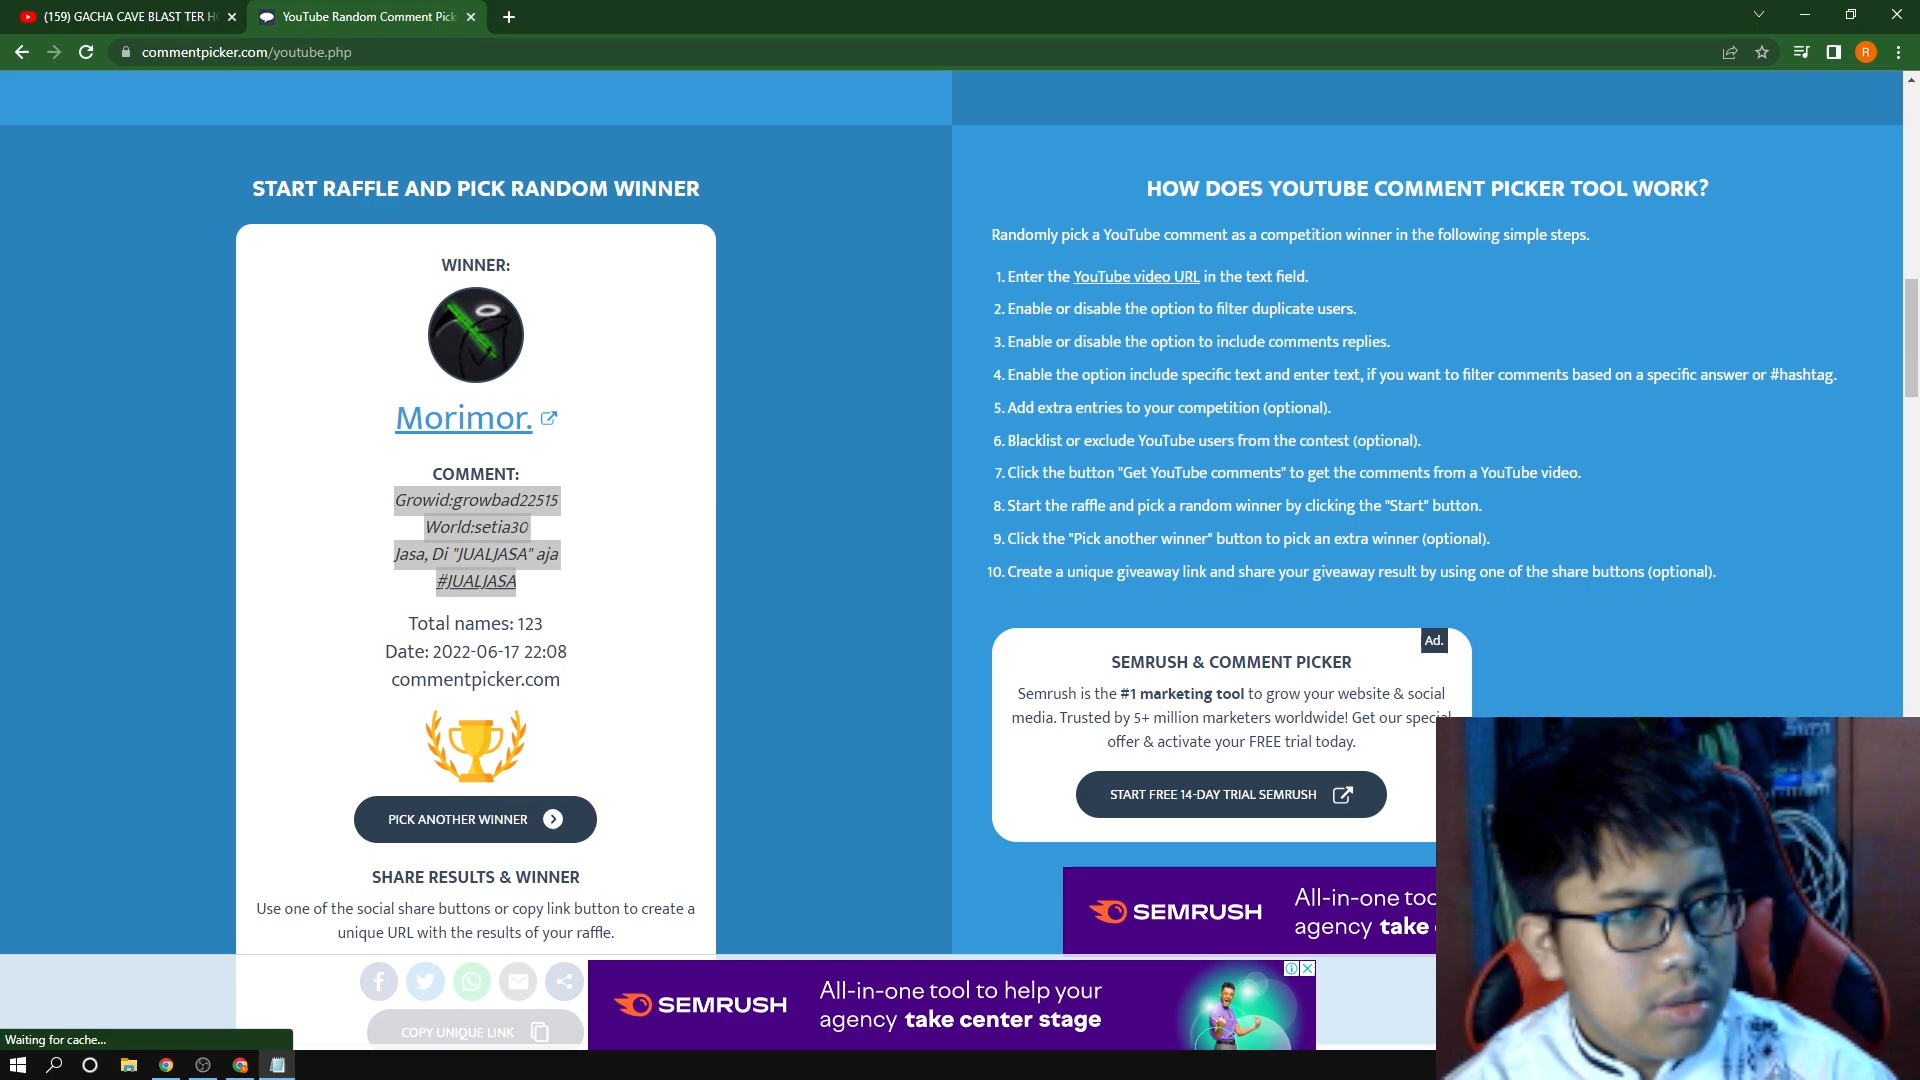 (159) GACHA CAVE BLAST TER H
YouTube Random Comment Pick
commentpicker.com/youtube.php
R
START RAFFLE AND PICK RANDOM WINNER
WINNER:
Morimor.
COMMENT:
Growid:growbad22515
World:setia30
Jasa, Di "JUALJASA" aja
#JUALJASA
Total names: 123
Date: 2022-06-17 22:08
commentpicker.com
PICK ANOTHER WINNER
SHARE RESULTS & WINNER
Use one of the social share buttons or copy link button to create a
unique URL with the results of your raffle.
COPY UNIQUE LINK
HOW DOES YOUTUBE COMMENT PICKER TOOL WORK?
Randomly pick a YouTube comment as a competition winner in the following simple steps.
1. Enter the YouTube video URL in the text field.
2. Enable or disable the option to filter duplicate users.
3. Enable or disable the option to include comments replies.
4. Enable the option include specific text and enter text, if you want to filter comments based on a specific answer or #hashtag.
5. Add extra entries to your competition (optional).
6. Blacklist or exclude YouTube users from the contest (optional).
7. Click the button "Get YouTube comments" to get the comments from a YouTube video.
8. Start the raffle and pick a random winner by clicking the "Start" button.
9. Click the "Pick another winner" button to pick an extra winner (optional).
10. Create a unique giveaway link and share your giveaway result by using one of the share buttons (optional).
Ad.
SEMRUSH & COMMENT PICKER
Semrush is the #1 marketing tool to grow your website & social
media. Trusted by 5+ million marketers worldwide! Get our special
offer & activate your FREE trial today.
START FREE 14-DAY TRIAL SEMRUSH
SEMRUSH
All-in-one too
agency take
SEMRUSH
All-in-one tool to help your
agency take center stage
Waiting for cache...